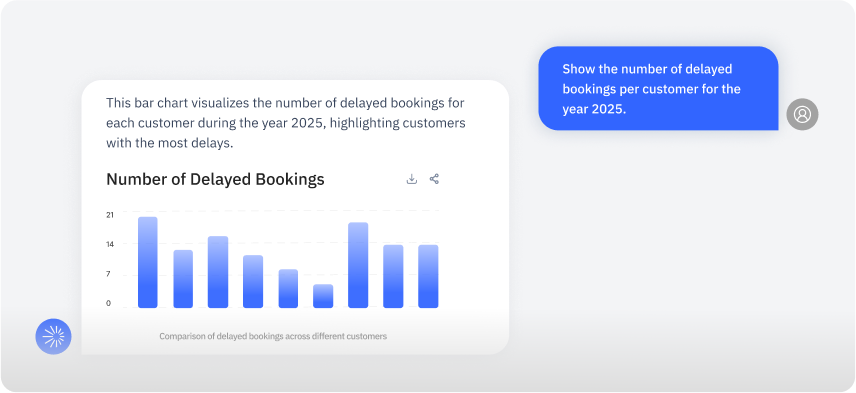 Show the number of delayed
bookings per customer for the
year 2025.
This bar chart visualizes the number of delayed bookings for
each customer during the year 2025, highlighting customers
with the most delays.
Number of Delayed Bookings
21
14
7
0
Comparison of delayed bookings across different customers